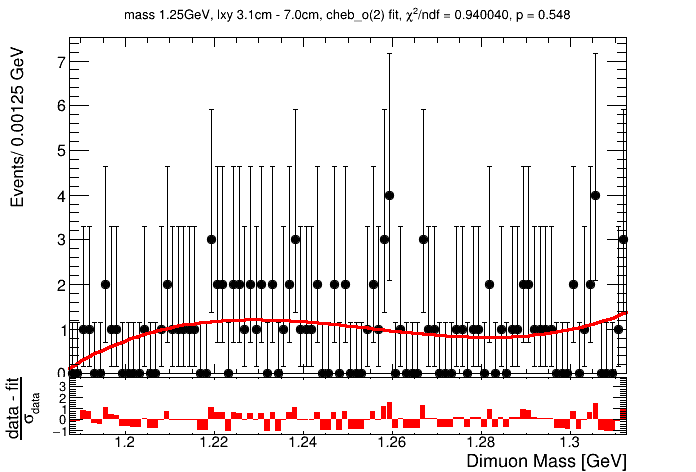 mass 1.25GeV, lxy 3.1cm - 7.0cm, cheb_o(2) fit, χ²/ndf = 0.940040, p = 0.548
Events/ 0.00125 GeV
7
6
5
4
3
2
1
0
data - fit
σdata
3
2
1
0
−1
1.2 1.22 1.24 1.26 1.28 1.3
Dimuon Mass [GeV]